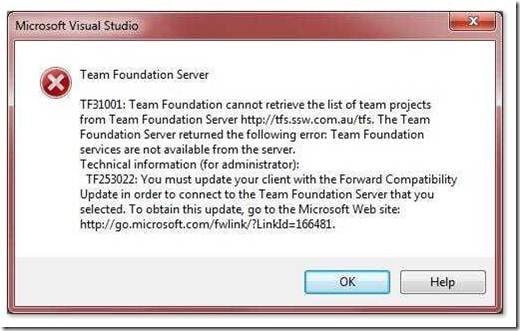 Microsoft Visual Studio
Team Foundation Server
TF31001: Team Foundation cannot retrieve the list of team projects
from Team Foundation Server http://tfs.ssw.com.au/tfs. The Team
Foundation Server returned the following error: Team Foundation
services are not available from the server.
Technical information (for administrator):
TF253022: You must update your client with the Forward Compatibility
Update in order to connect to the Team Foundation Server that you
selected. To obtain this update, go to the Microsoft Web site:
http://go.microsoft.com/fwlink/?LinkId=166481.
OK
Help